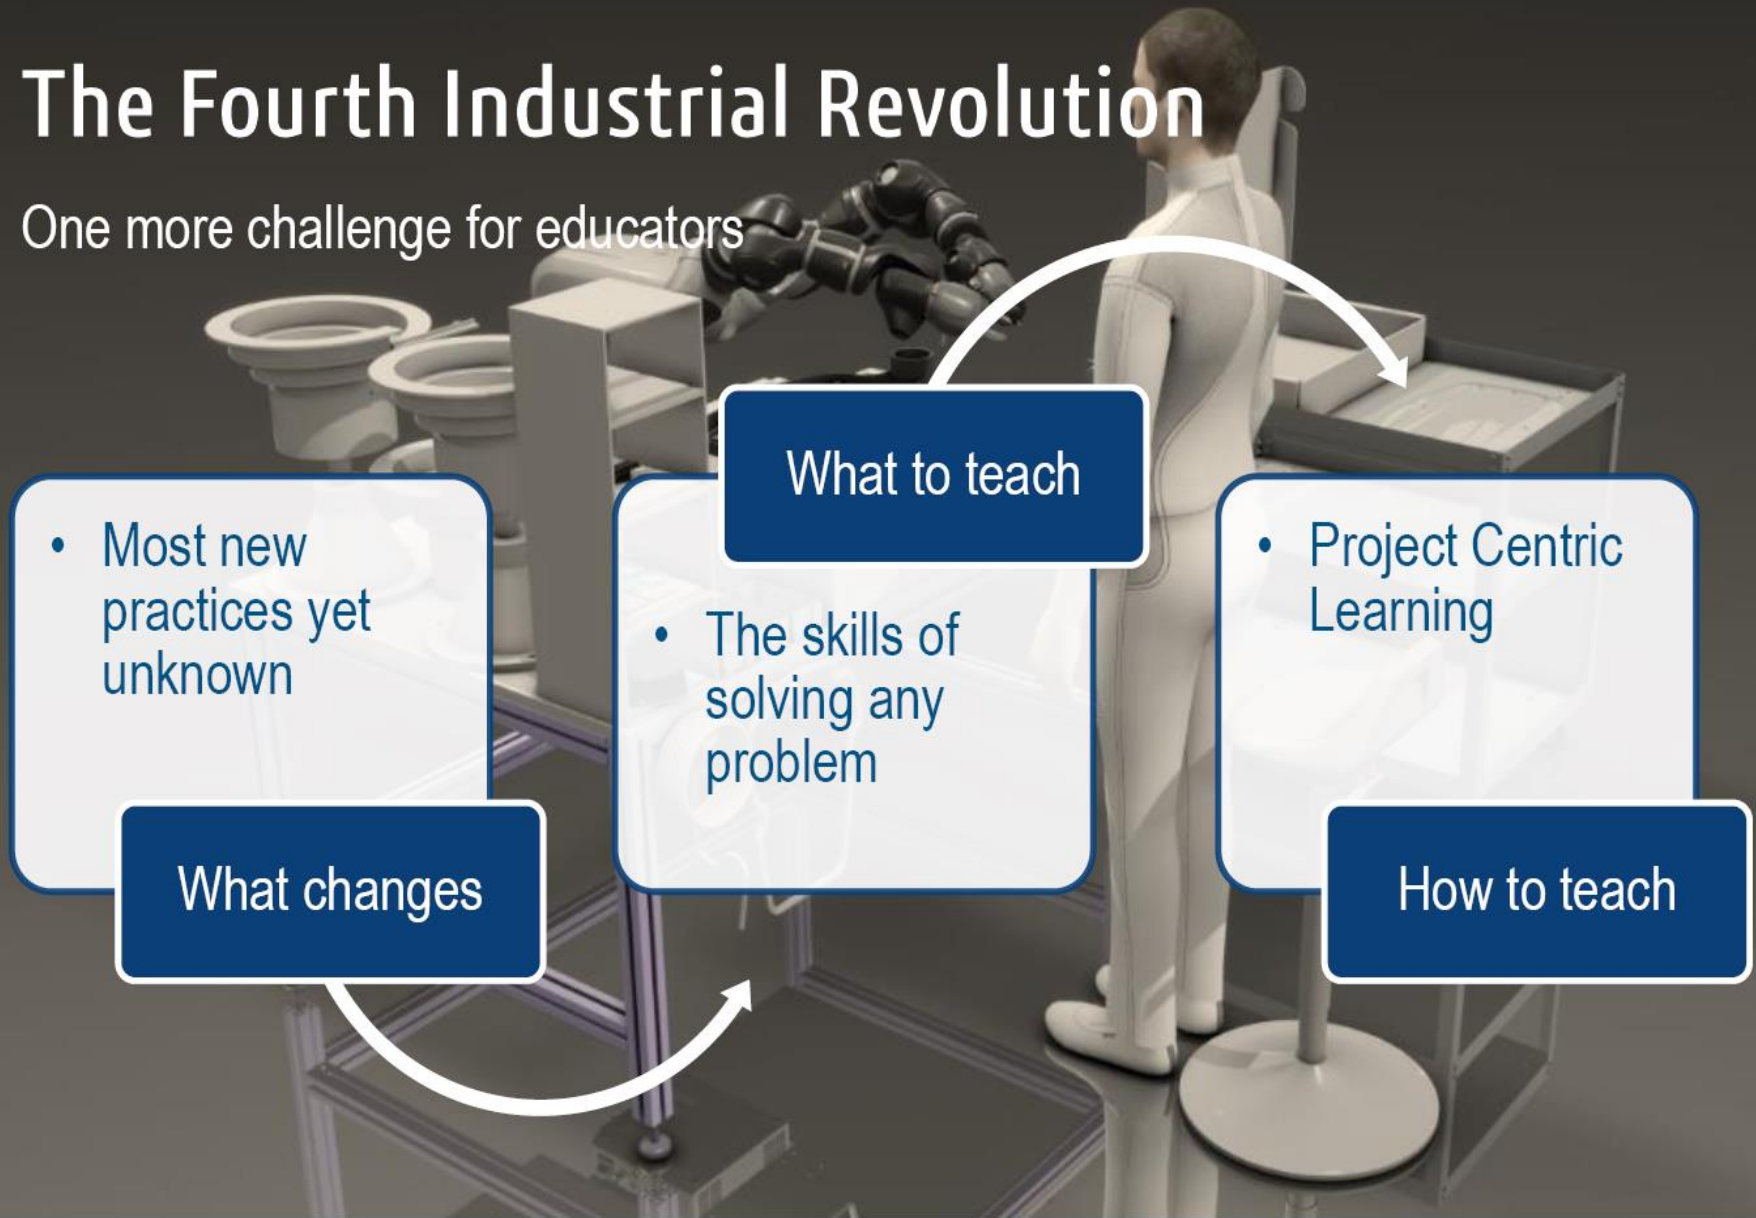 The Fourth Industrial Revolution
One more challenge for educators
• Most new
practices yet
unknown
What changes
What to teach
• The skills of
solving any
problem
• Project Centric
Learning
How to teach